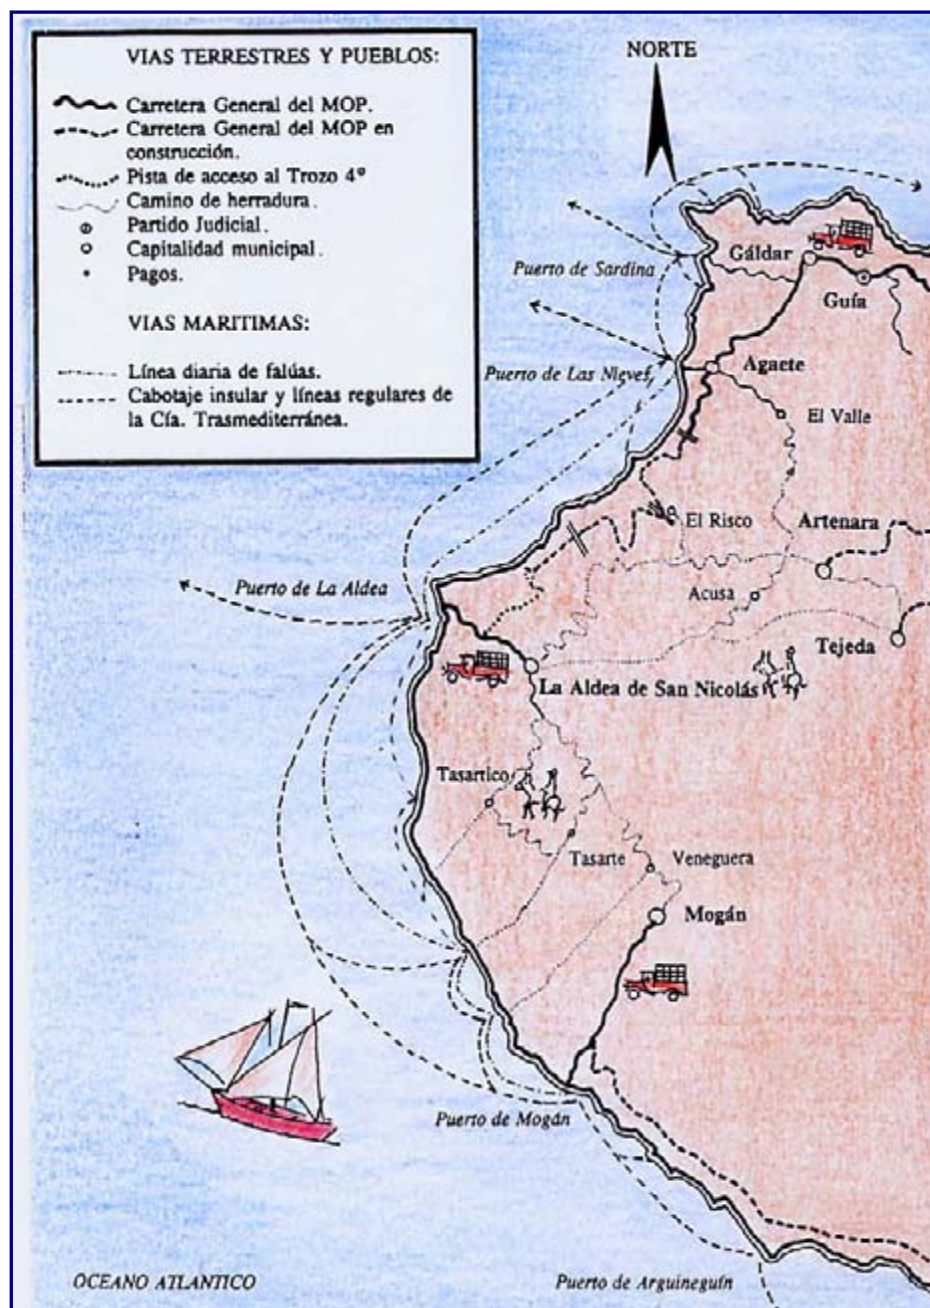 VIAS TERRESTRES Y PUEBLOS:
Carretera General del MOP.
Carretera General del MOP en
construcción.
Pista de acceso al Trozo 4º
Camino de herradura.
Partido Judicial.
Capitalidad municipal.
Pagos.
VIAS MARITIMAS:
Línea diaria de falúas.
Cabotaje insular y líneas regulares de
la Cía. Trasmediterránea.
NORTE
Gáldar
Puerto de Sardina
Guía
Puerto de Las Nieves
Agaete
El Valle
El Risco
Artenara
Puerto de La Aldea
Acusa
Tejeda
La Aldea de San Nicolás
Tasartico
Tasarte
Veneguera
Mogán
Puerto de Mogán
OCEANO ATLANTICO
Puerto de Arguineguín